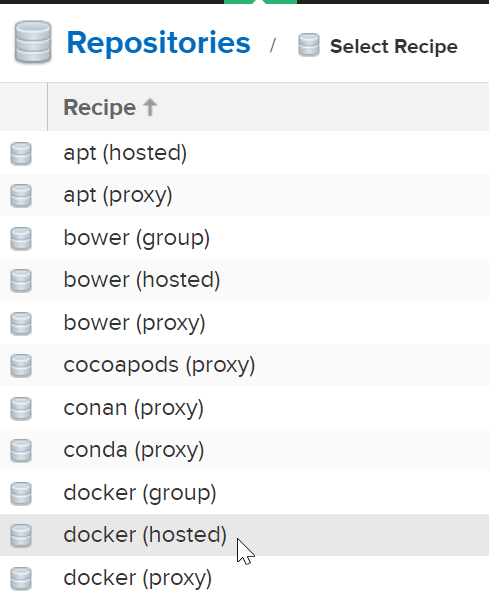 Repositories / Select Recipe
Recipe
apt (hosted)
apt (proxy)
bower (group)
bower (hosted)
bower (proxy)
cocoapods (proxy)
conan (proxy)
conda (proxy)
docker (group)
docker (hosted)
docker (proxy)